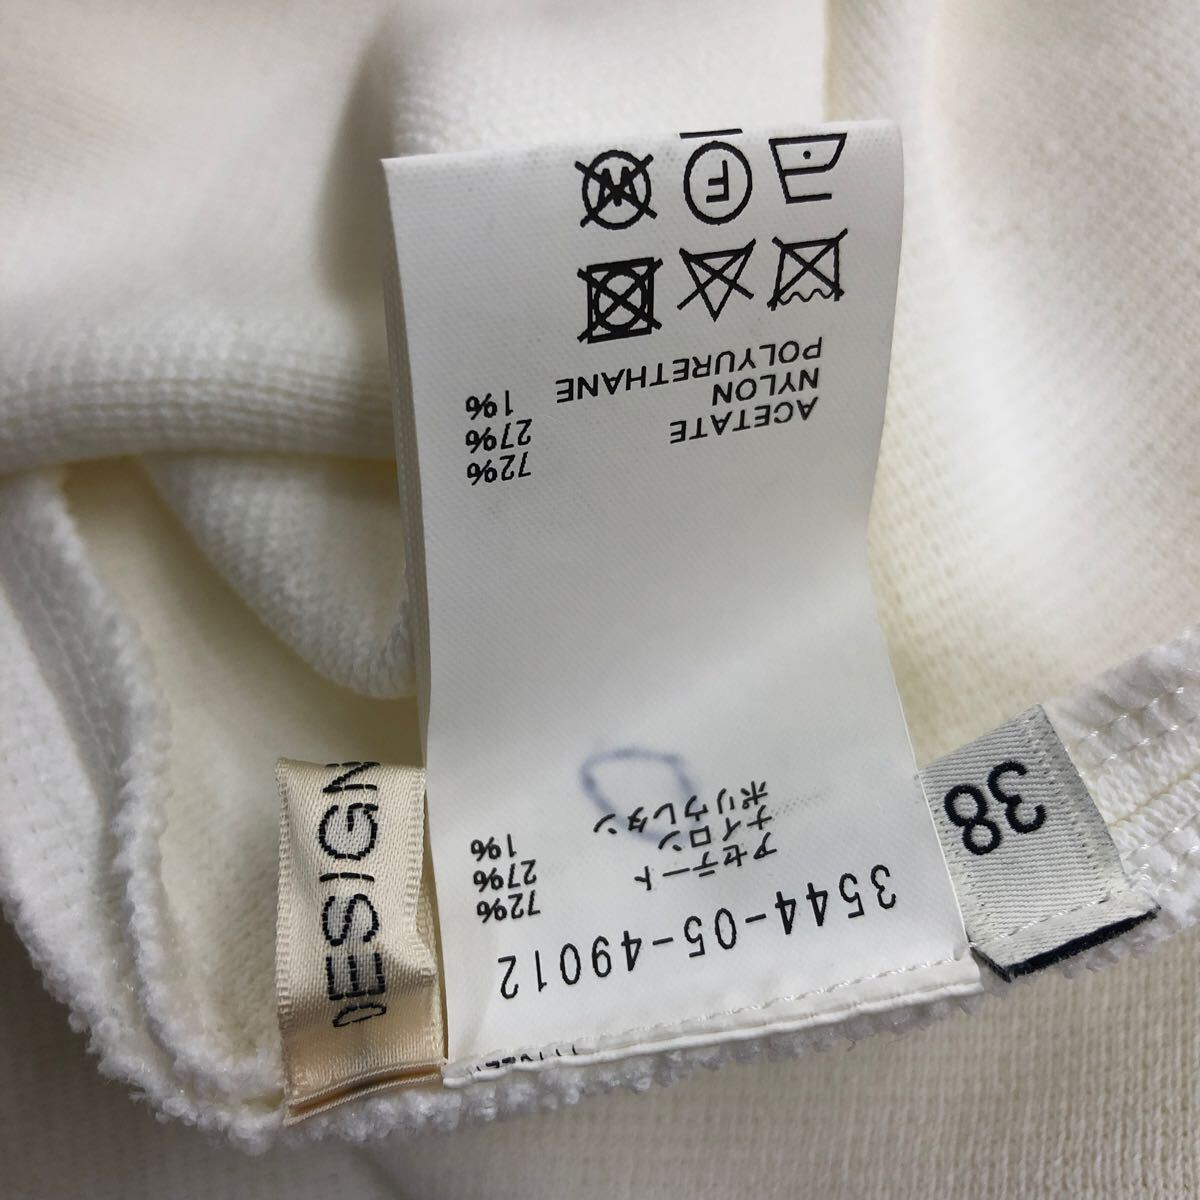 3544-05-49012
アセテート 72%
ナイロン 27%
ポリウレタン 1%
ACETATE 72%
NYLON 27%
POLYURETHANE 1%
F
W
38
DESIGN